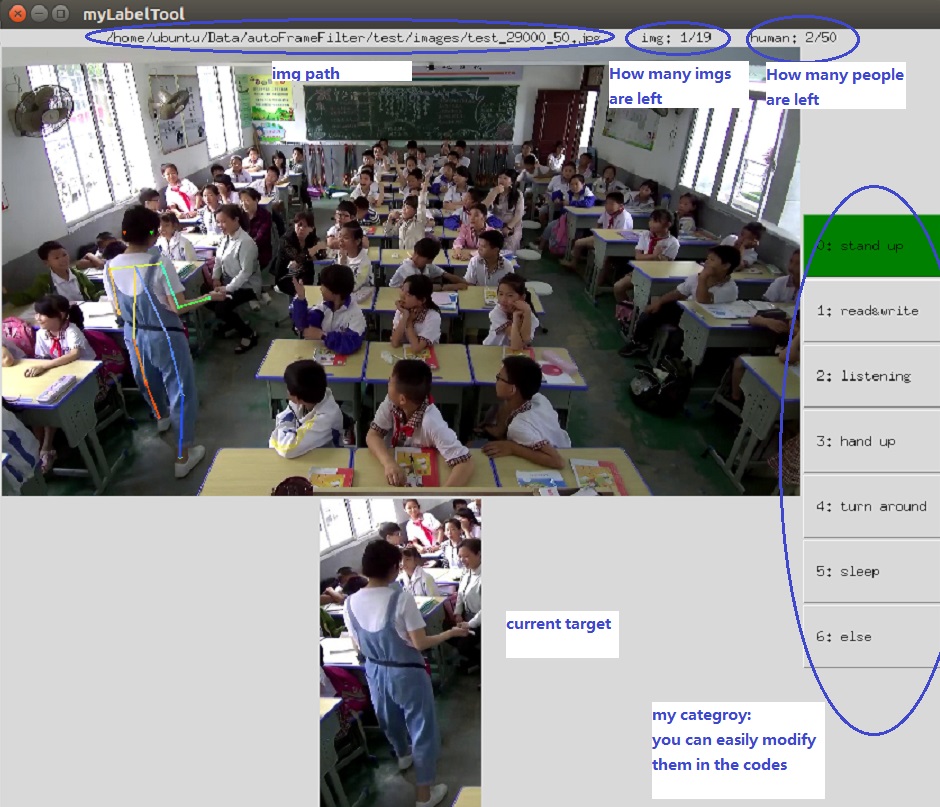 myLabelTool
/home/ubuntu/Data/autoFrameFilter/test/images/test_29000_50.jpg
img: 1/19
human: 2/50
img path
How many imgs
are left
How many people
are left
0: stand up
1: read&write
2: listening
3: hand up
4: turn around
5: sleep
6: else
current target
my categroy:
you can easily modify
them in the codes